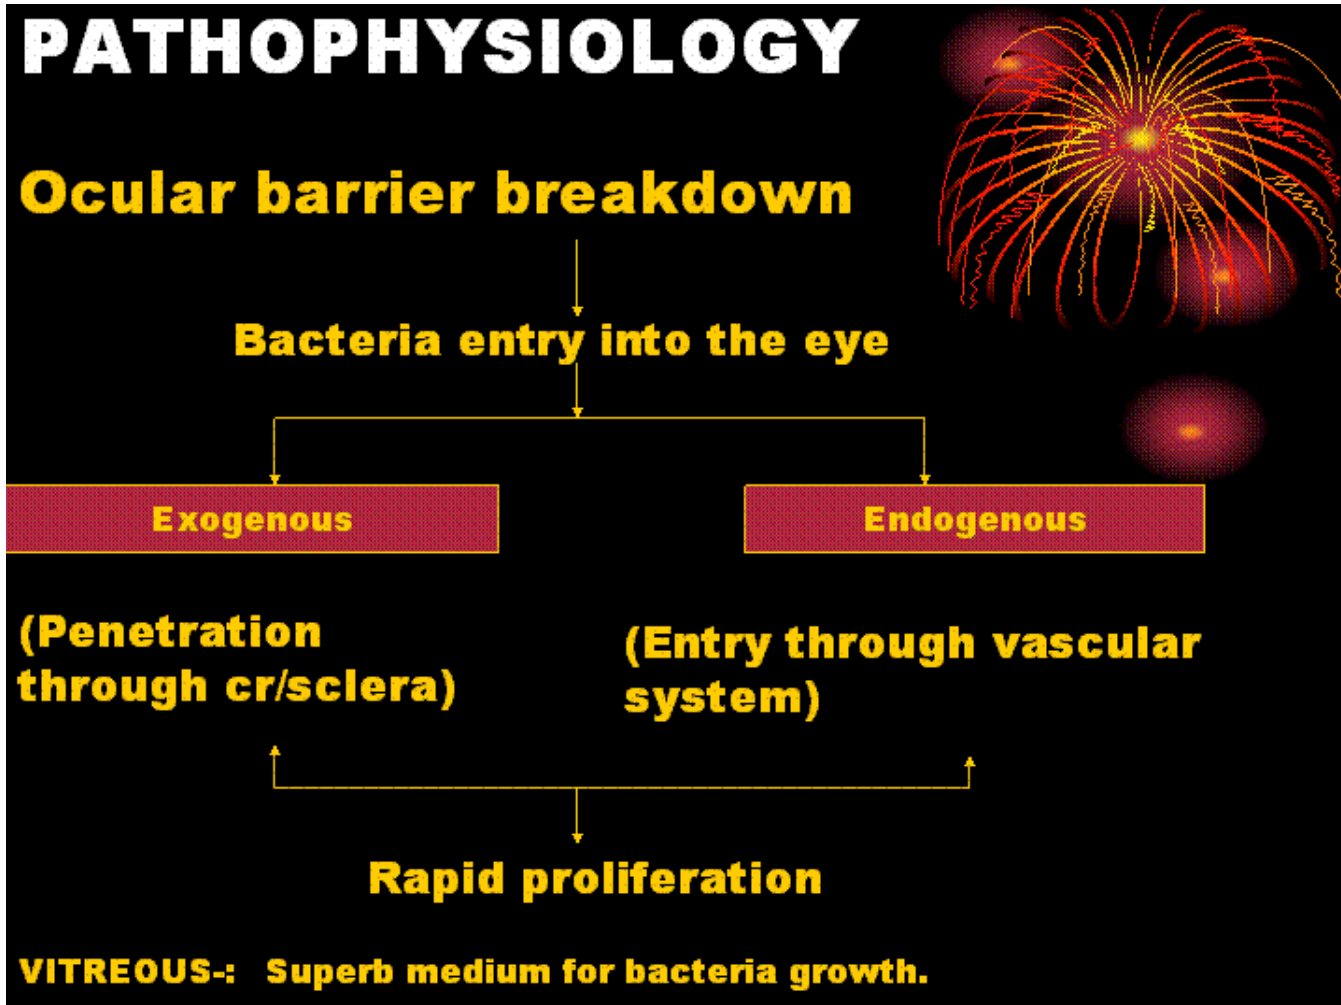 PATHOPHYSIOLOGY
Ocular barrier breakdown
Bacteria entry into the eye
Exogenous
Endogenous
(Penetration
through cr/sclera)
(Entry through vascular
system)
Rapid proliferation
VITREOUS-: Superb medium for bacteria growth.